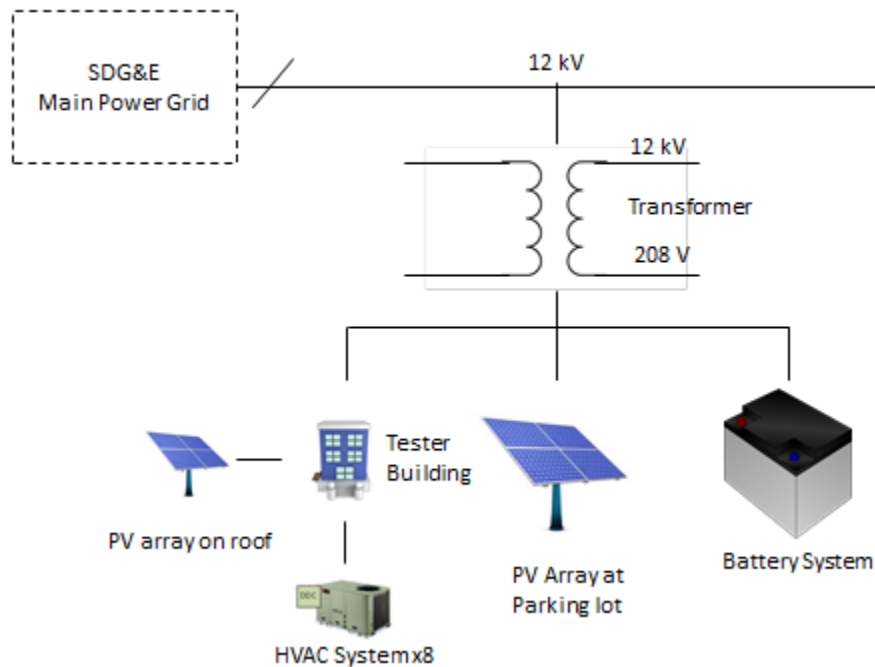 SDG&E
Main Power Grid
12 kV
12 kV
Transformer
208 V
Tester
Building
PV array on roof
PV Array at
Parking lot
Battery System
DDC
HVAC System x8